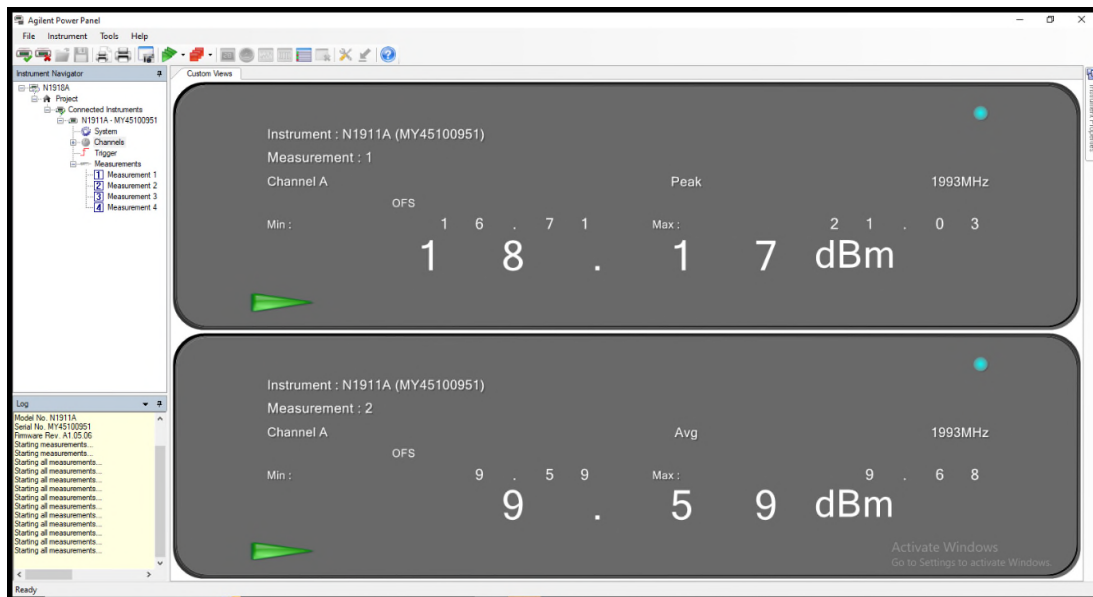 Agilent Power Panel
File Instrument Tools Help
Instrument Navigator
N1918A
Project
Connected Instruments
N1911A - MY45100951
System
Channels
Trigger
Measurements
1 Measurement 1
2 Measurement 2
3 Measurement 3
4 Measurement 4
Log
Model No. N1911A
Serial No. MY45100951
Firmware Rev. A1.05.06
Starting measurements...
Starting measurements...
Starting all measurements...
Starting all measurements...
Starting all measurements...
Starting all measurements...
Starting all measurements...
Starting all measurements...
Starting all measurements...
Starting all measurements...
Starting all measurements...
Starting all measurements...
Starting all measurements...
Ready
Custom Views
Instrument : N1911A (MY45100951)
Measurement : 1
Channel A Peak 1993MHz
OFS
Min : 16.71 Max : 21.03
18.17 dBm
Instrument : N1911A (MY45100951)
Measurement : 2
Channel A Avg 1993MHz
OFS
Min : 9.59 Max : 9.68
9.59 dBm
Activate Windows
Go to Settings to activate Windows.
Instrument Properties